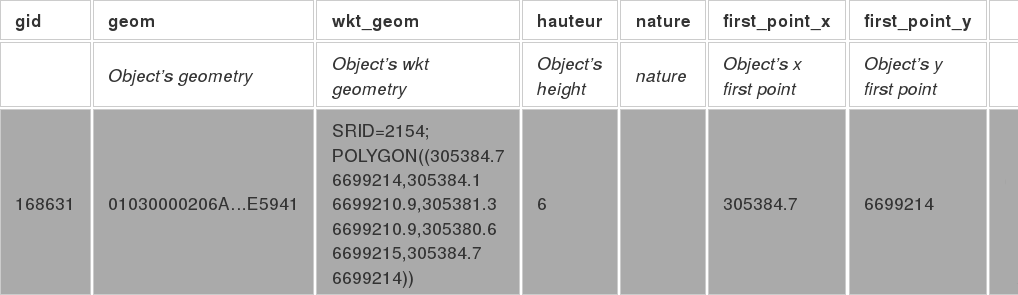 gid geom wkt_geom hauteur nature first_point_x first_point_y
Object's geometry Object's wkt geometry Object's height nature Object's x first point Object's y first point
168631 01030000206A...E5941 SRID=2154;
POLYGON((305384.7
6699214,305384.1
6699210.9,305381.3
6699210.9,305380.6
6699215,305384.7
6699214)) 6 305384.7 6699214